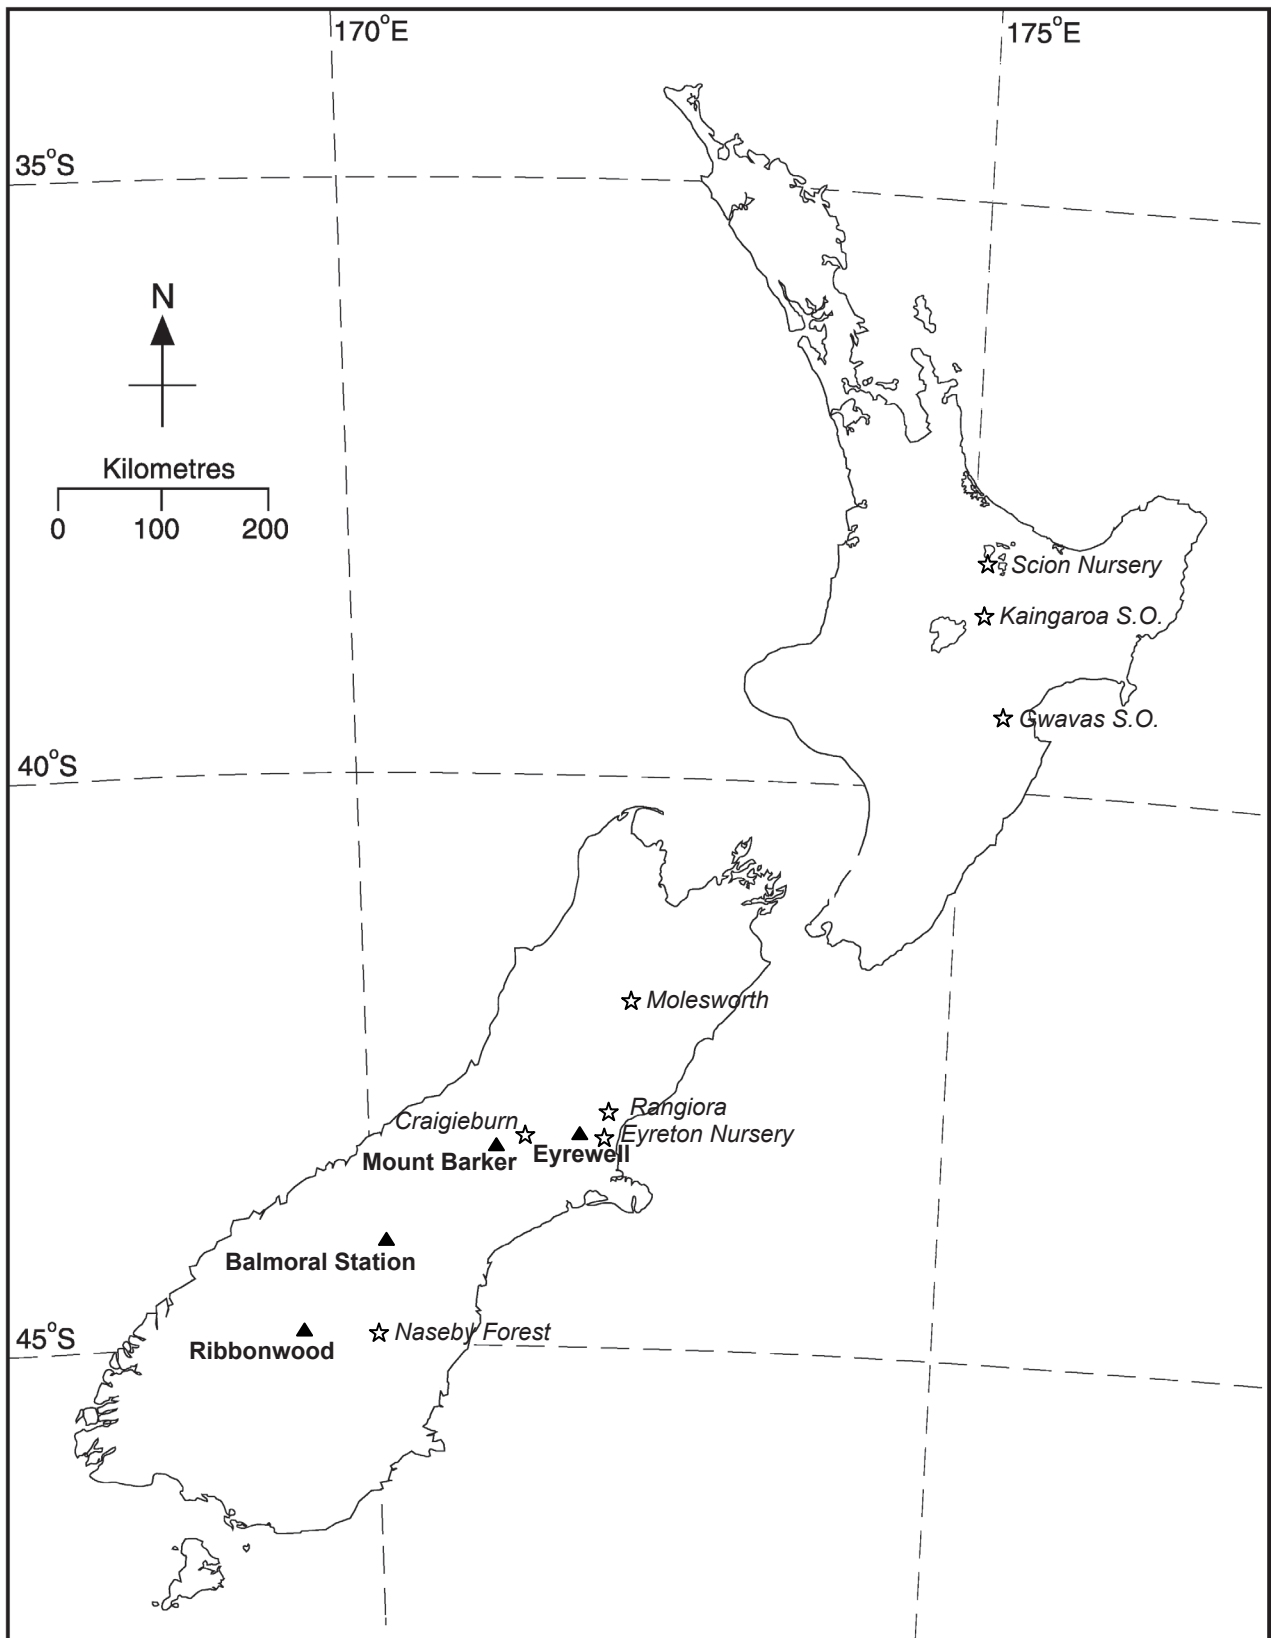 170°E
175°E
35°S
N
Kilometres
0 100 200
Scion Nursery
Kaingaroa S.O.
Gwavas S.O.
40°S
Molesworth
Rangiora
Craigieburn
Eyreton Nursery
Eyrewell
Mount Barker
Balmoral Station
45°S
Naseby Forest
Ribbonwood